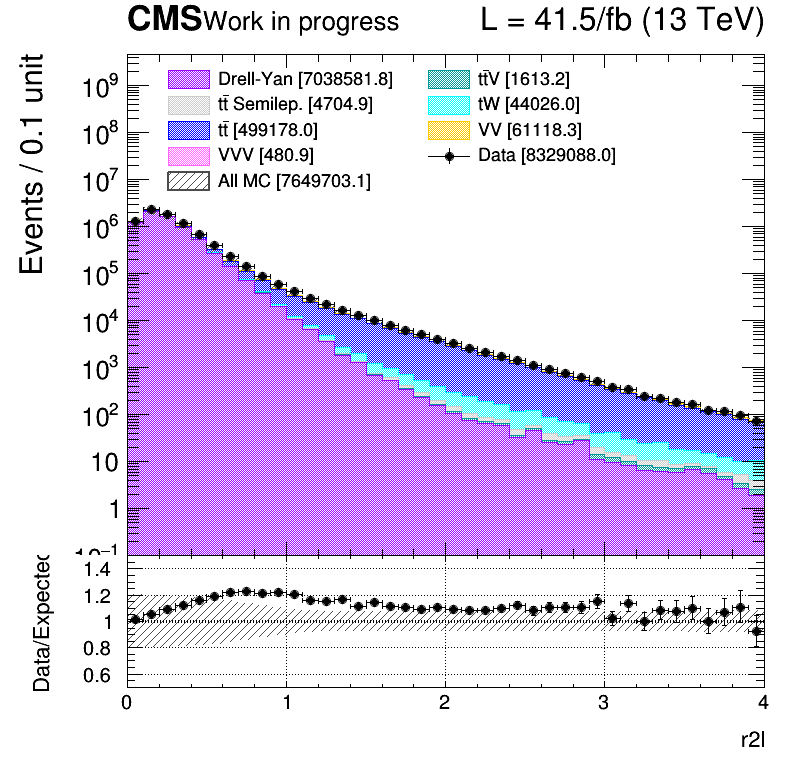 CMS Work in progress L = 41.5/fb (13 TeV)
Events / 0.1 unit
Drell-Yan [7038581.8]
tt̄ Semilep. [4704.9]
tt̄ [499178.0]
VVV [480.9]
All MC [7649703.1]
tt̄V [1613.2]
tW [44026.0]
VV [61118.3]
Data [8329088.0]
10⁹
10⁸
10⁷
10⁶
10⁵
10⁴
10³
10²
10
1
10⁻¹
Data/Expected
1.4
1.2
1
0.8
0.6
0 1 2 3 4
r2l